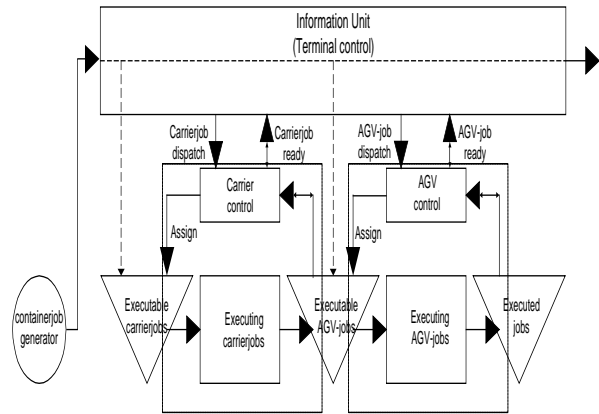 Information Unit
(Terminal control)
Carrierjob
dispatch
Carrierjob
ready
AGV-job
dispatch
AGV-job
ready
Carrier
control
AGV
control
Assign
Assign
containerjob
generator
Executable
carrierjobs
Executing
carrierjobs
Executable
AGV-jobs
Executing
AGV-jobs
Executed
jobs